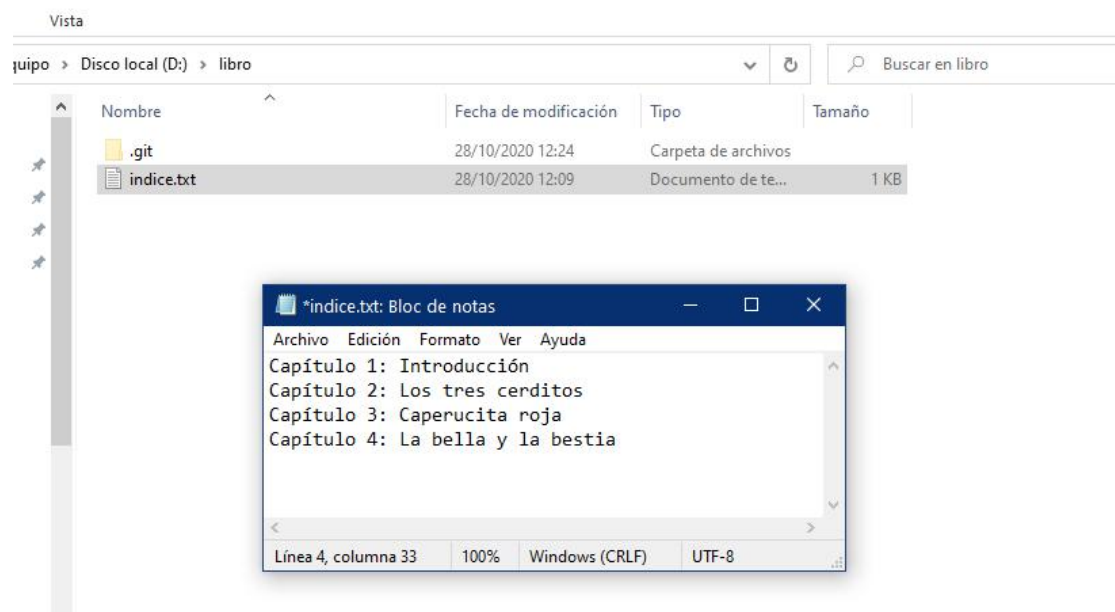 Vista
quipo > Disco local (D:) > libro
Buscar en libro
Nombre Fecha de modificación Tipo Tamaño
.git 28/10/2020 12:24 Carpeta de archivos
indice.txt 28/10/2020 12:09 Documento de te... 1 KB
*indice.txt: Bloc de notas
Archivo Edición Formato Ver Ayuda
Capítulo 1: Introducción
Capítulo 2: Los tres cerditos
Capítulo 3: Caperucita roja
Capítulo 4: La bella y la bestia
Línea 4, columna 33 100% Windows (CRLF) UTF-8